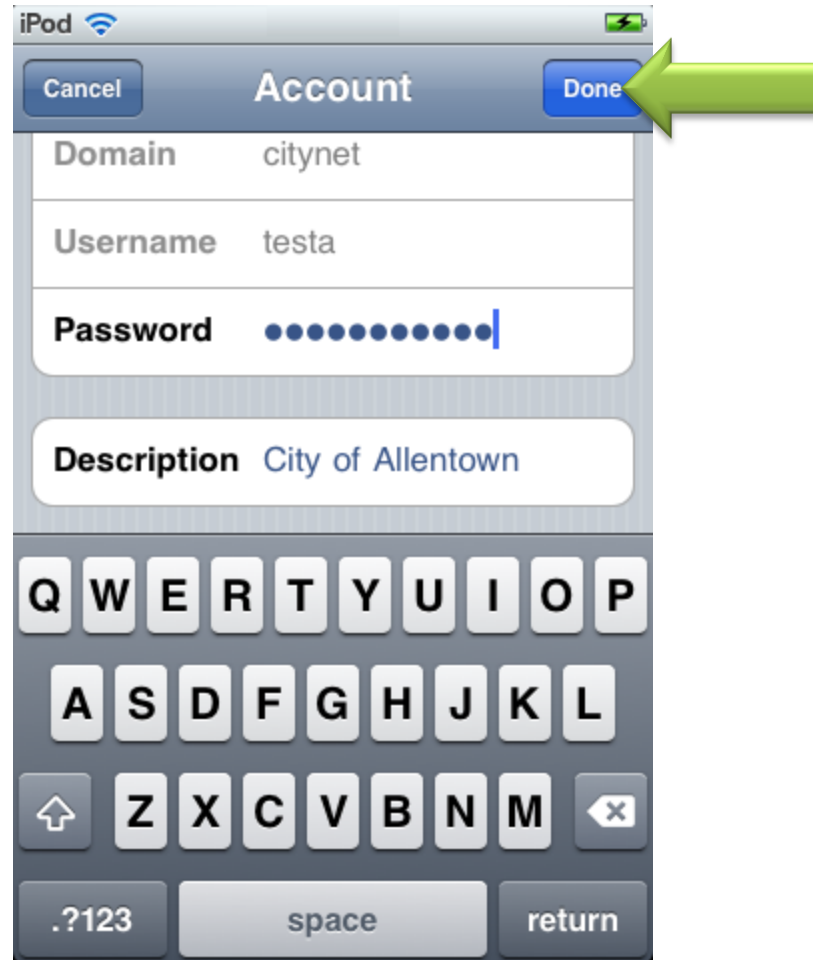 iPod
Cancel Account Done
Domain citynet
Username testa
Password ●●●●●●●●●●●
Description City of Allentown
Q W E R T Y U I O P
A S D F G H J K L
Z X C V B N M
.?123 space return